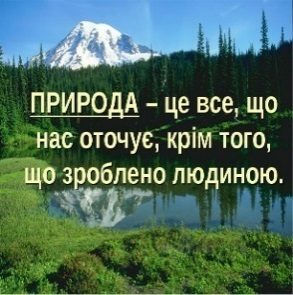 ПРИРОДА – це все, що
нас оточує, крім того,
що зроблено людиною.